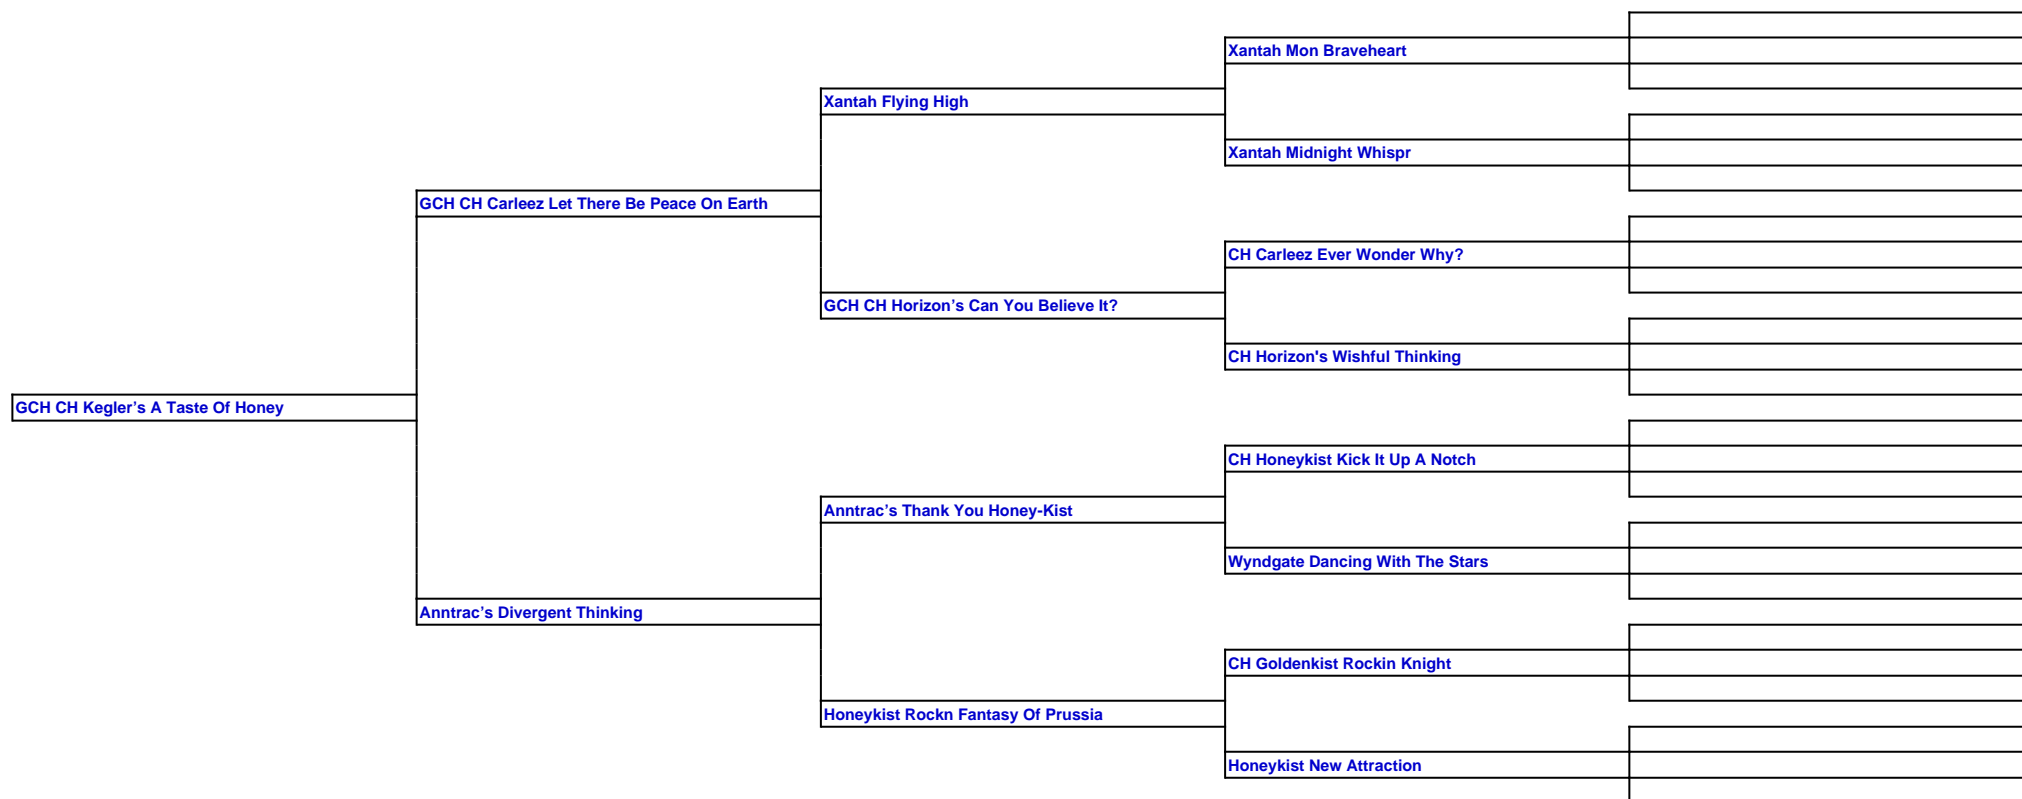 Xantah Mon Braveheart
Xantah Flying High
Xantah Midnight Whispr
GCH CH Carleez Let There Be Peace On Earth
CH Carleez Ever Wonder Why?
GCH CH Horizon’s Can You Believe It?
CH Horizon's Wishful Thinking
GCH CH Kegler’s A Taste Of Honey
CH Honeykist Kick It Up A Notch
Anntrac’s Thank You Honey-Kist
Wyndgate Dancing With The Stars
Anntrac’s Divergent Thinking
CH Goldenkist Rockin Knight
Honeykist Rockn Fantasy Of Prussia
Honeykist New Attraction